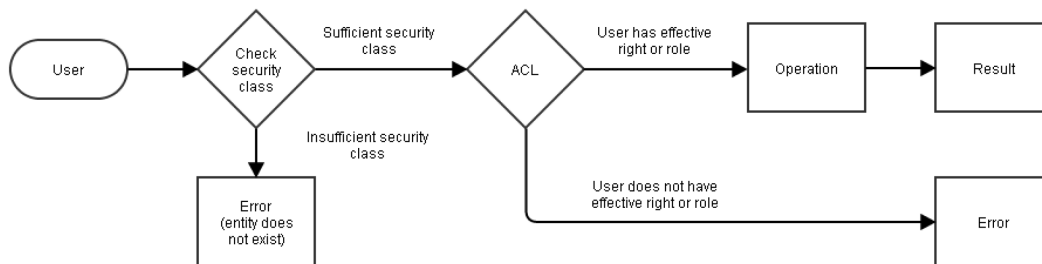 User
Check
security
class
Sufficient security
class
ACL
User has effective
right or role
Operation
Result
Insufficient security
class
Error
(entity does
not exist)
User does not have
effective right or role
Error